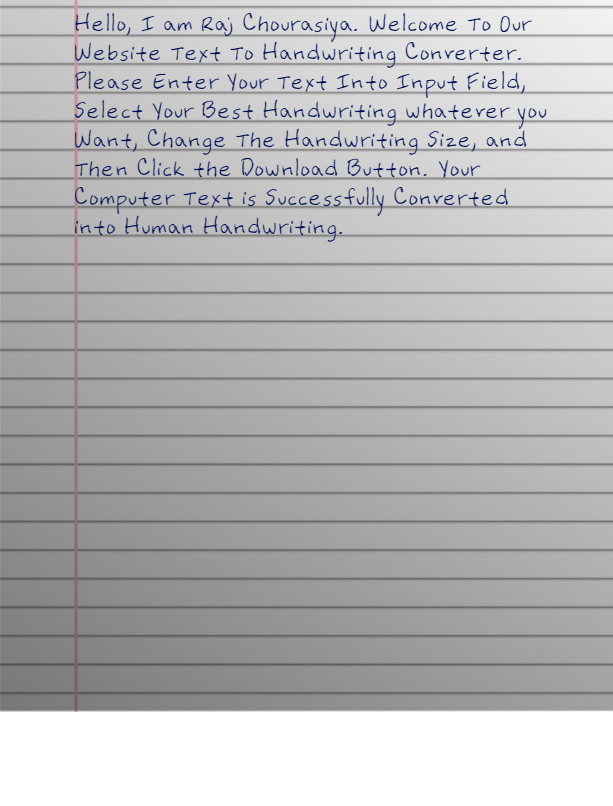 Hello, I am Raj Chourasiya. Welcome To Our
Website Text To Handwriting Converter.
Please Enter Your Text Into Input Field,
Select Your Best Handwriting whatever you
Want, Change The Handwriting Size, and
Then Click the Download Button. Your
Computer Text is Successfully Converted
into Human Handwriting.